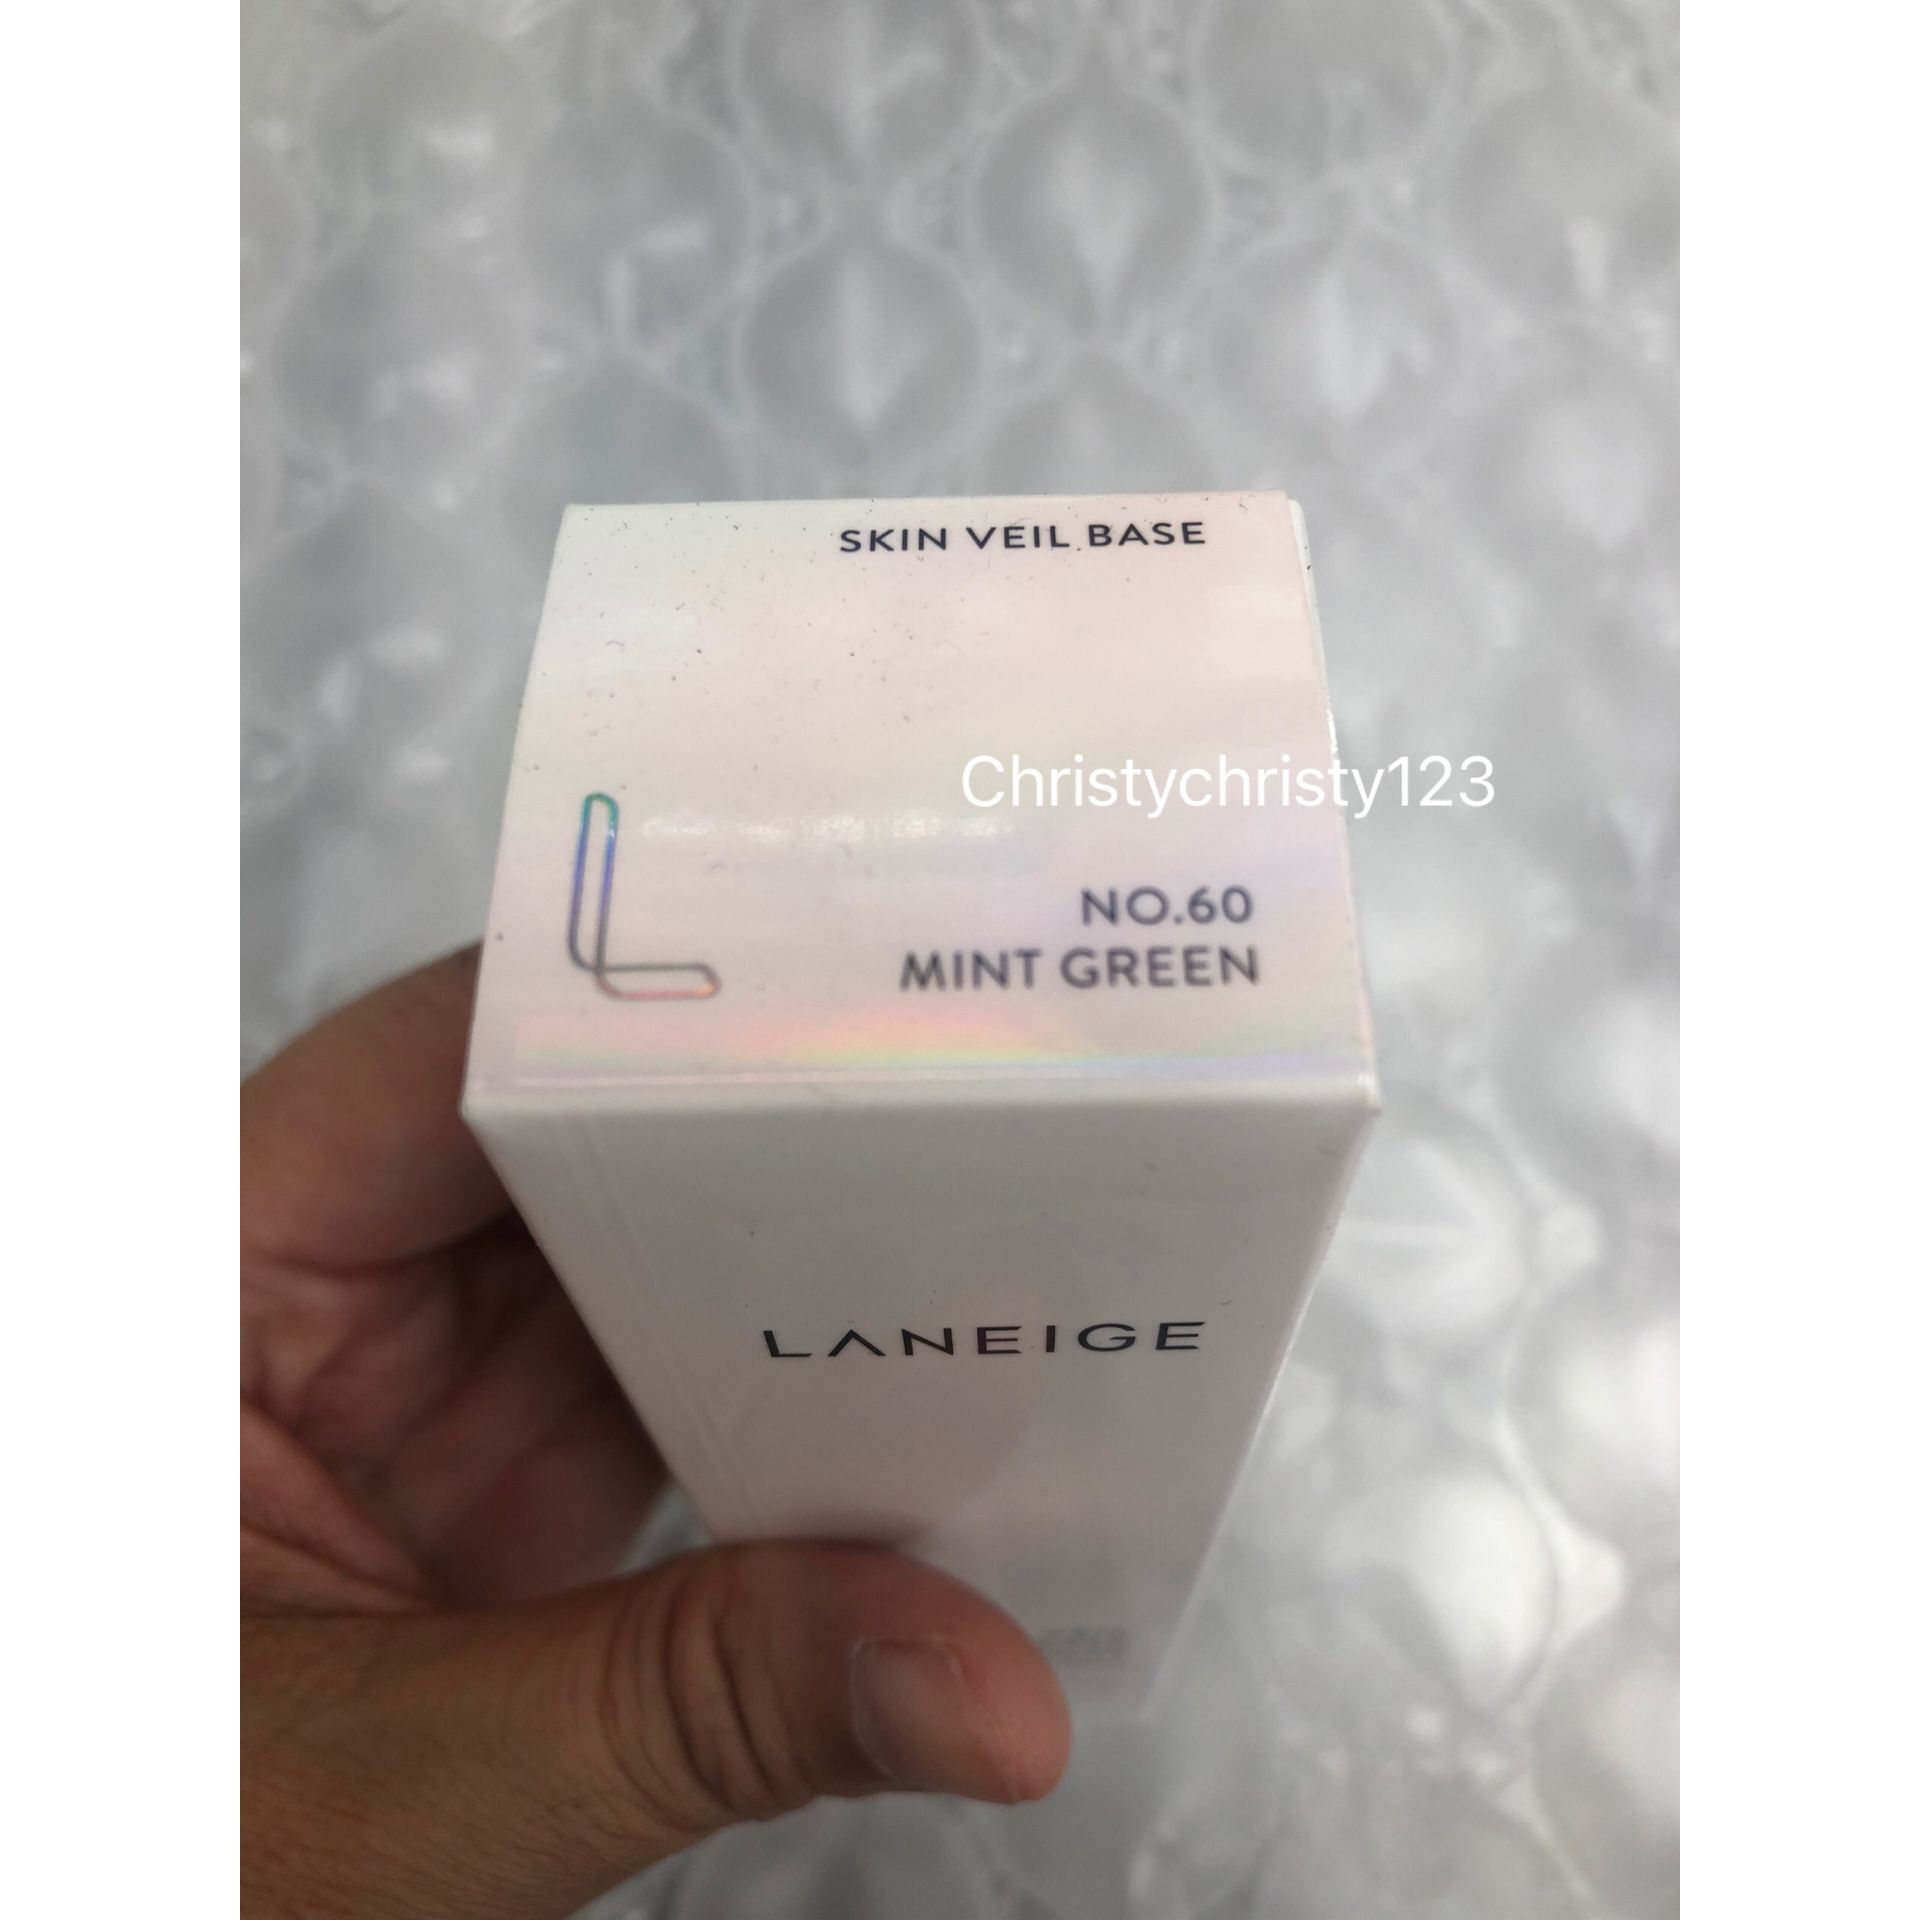 SKIN VEIL BASE
Christychristy123
NO.60
MINT GREEN
LANEIGE